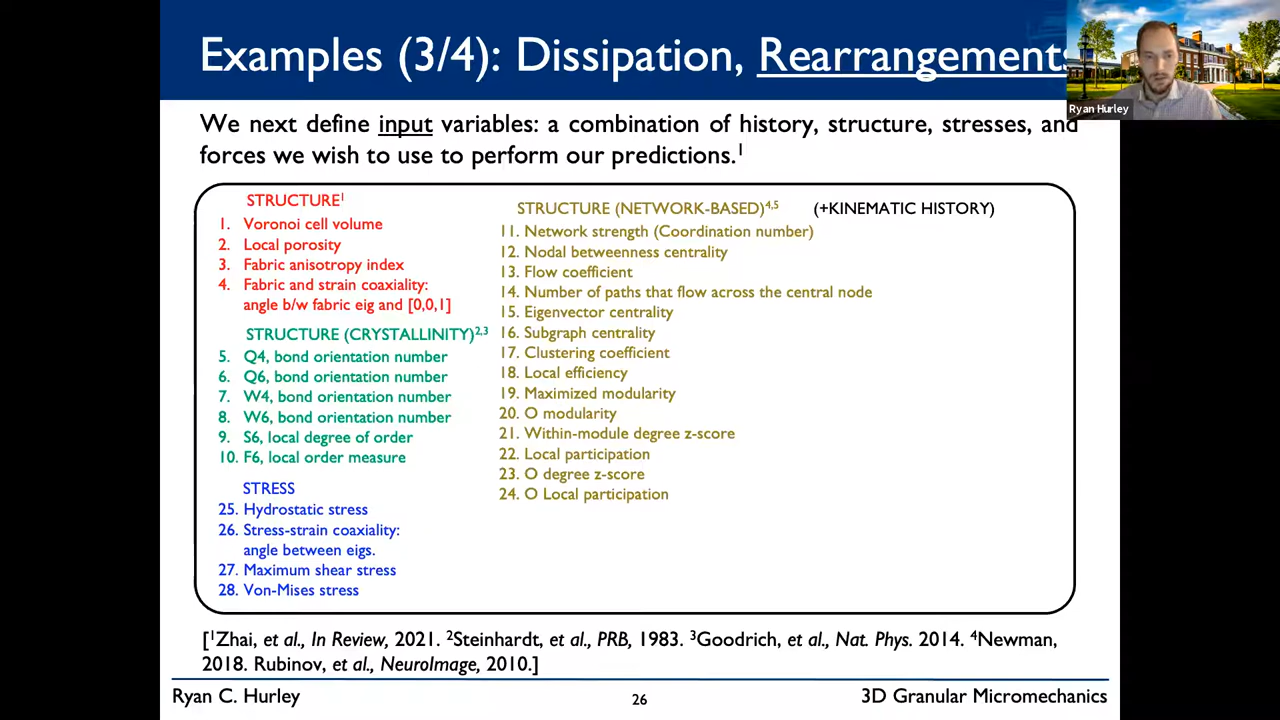 Examples (3/4): Dissipation, Rearrangements
Ryan Hurley
We next define input variables: a combination of history, structure, stresses, and
forces we wish to use to perform our predictions.¹
STRUCTURE¹
1. Voronoi cell volume
2. Local porosity
3. Fabric anisotropy index
4. Fabric and strain coaxiality:
angle b/w fabric eig and [0,0,1]
STRUCTURE (CRYSTALLINITY)²,³
5. Q4, bond orientation number
6. Q6, bond orientation number
7. W4, bond orientation number
8. W6, bond orientation number
9. S6, local degree of order
10. F6, local order measure
STRESS
25. Hydrostatic stress
26. Stress-strain coaxiality:
angle between eigs.
27. Maximum shear stress
28. Von-Mises stress
STRUCTURE (NETWORK-BASED)⁴,⁵ (+KINEMATIC HISTORY)
11. Network strength (Coordination number)
12. Nodal betweenness centrality
13. Flow coefficient
14. Number of paths that flow across the central node
15. Eigenvector centrality
16. Subgraph centrality
17. Clustering coefficient
18. Local efficiency
19. Maximized modularity
20. O modularity
21. Within-module degree z-score
22. Local participation
23. O degree z-score
24. O Local participation
[¹Zhai, et al., In Review, 2021. ²Steinhardt, et al., PRB, 1983. ³Goodrich, et al., Nat. Phys. 2014. ⁴Newman,
2018. Rubinov, et al., NeuroImage, 2010.]
Ryan C. Hurley
26
3D Granular Micromechanics